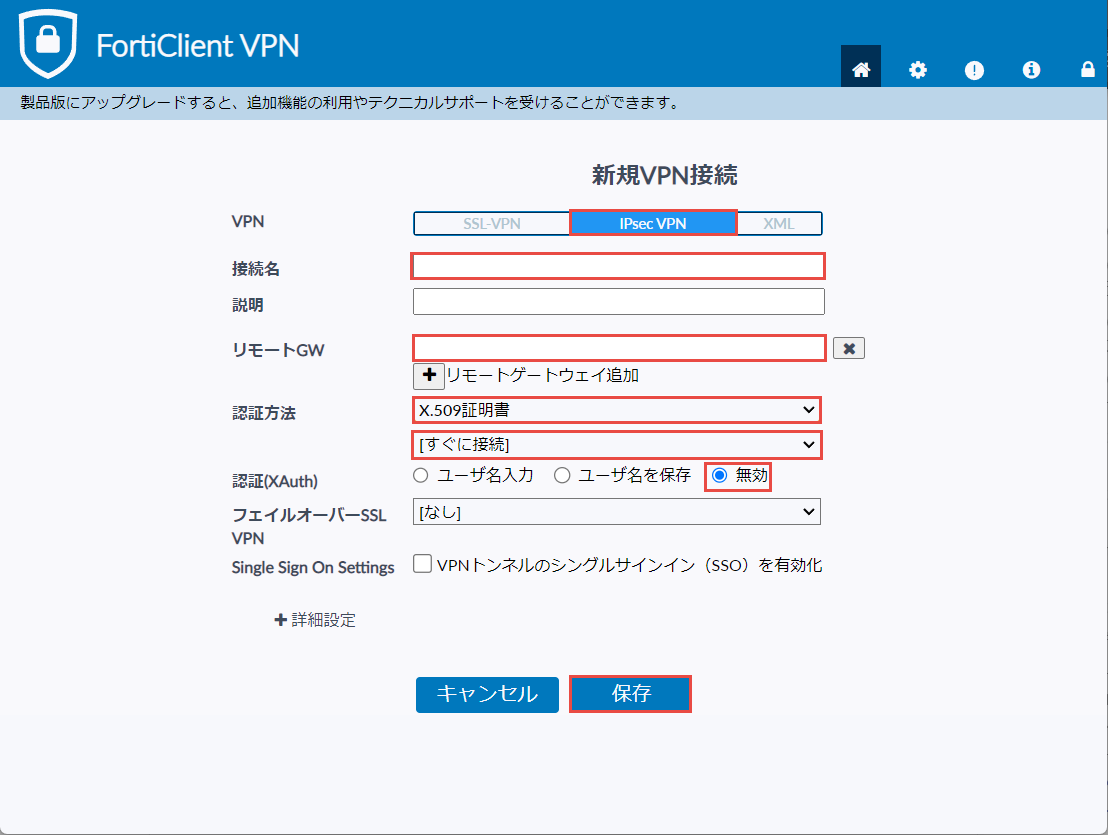 FortiClient VPN
製品版にアップグレードすると、追加機能の利用やテクニカルサポートを受けることができます。
新規VPN接続
VPN
SSL-VPN
IPsec VPN
XML
接続名
説明
リモートGW
リモートゲートウェイ追加
認証方法
X.509証明書
[すぐに接続]
認証(XAuth)
ユーザ名入力
ユーザ名を保存
無効
フェイルオーバーSSL
VPN
[なし]
Single Sign On Settings
VPNトンネルのシングルサインイン（SSO）を有効化
詳細設定
キャンセル
保存